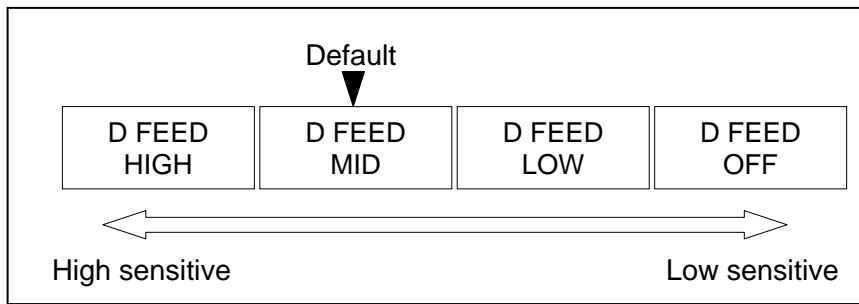 Default
D FEED HIGH
D FEED MID
D FEED LOW
D FEED OFF
High sensitive
Low sensitive